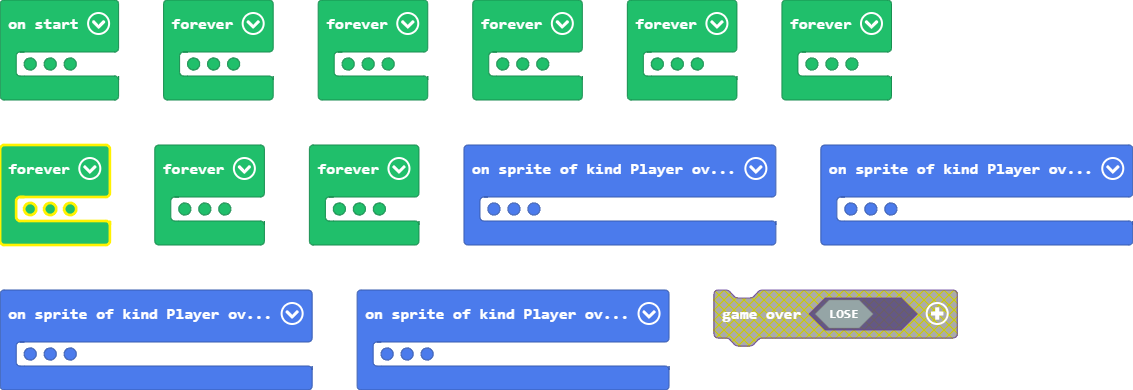 on start
forever
forever
forever
forever
forever
forever
forever
forever
on sprite of kind Player ov...
on sprite of kind Player ov...
on sprite of kind Player ov...
on sprite of kind Player ov...
game over LOSE